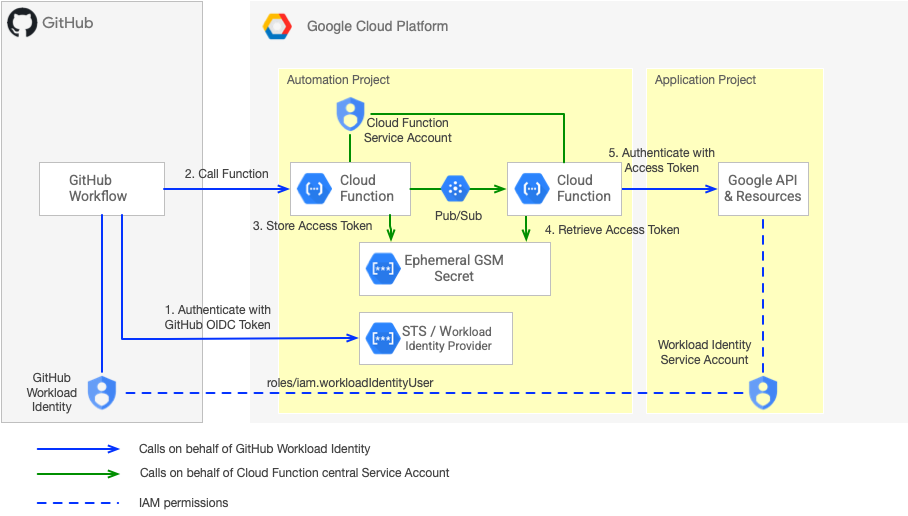 GitHub
Google Cloud Platform
Automation Project
Application Project
Cloud Function
Service Account
GitHub
Workflow
2. Call Function
Cloud
Function
Pub/Sub
Cloud
Function
5. Authenticate with
Access Token
Google API
& Resources
3. Store Access Token
4. Retrieve Access Token
Ephemeral GSM
Secret
1. Authenticate with
GitHub OIDC Token
STS / Workload
Identity Provider
Workload Identity
Service Account
GitHub
Workload
Identity
roles/iam.workloadIdentityUser
Calls on behalf of GitHub Workload Identity
Calls on behalf of Cloud Function central Service Account
IAM permissions